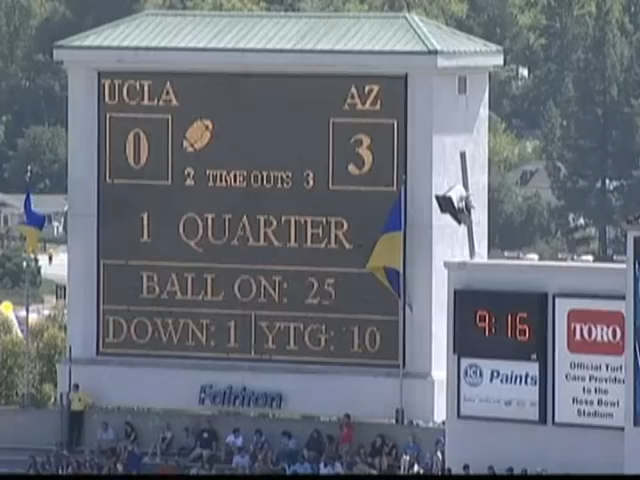 UCLA AZ
0 3
2 TIME OUTS 3
1 QUARTER
BALL ON: 25
DOWN: 1 YTG: 10
9:16
ICI Paints
TORO
Official Turf
Care Provider
to the
Rose Bowl
Stadium